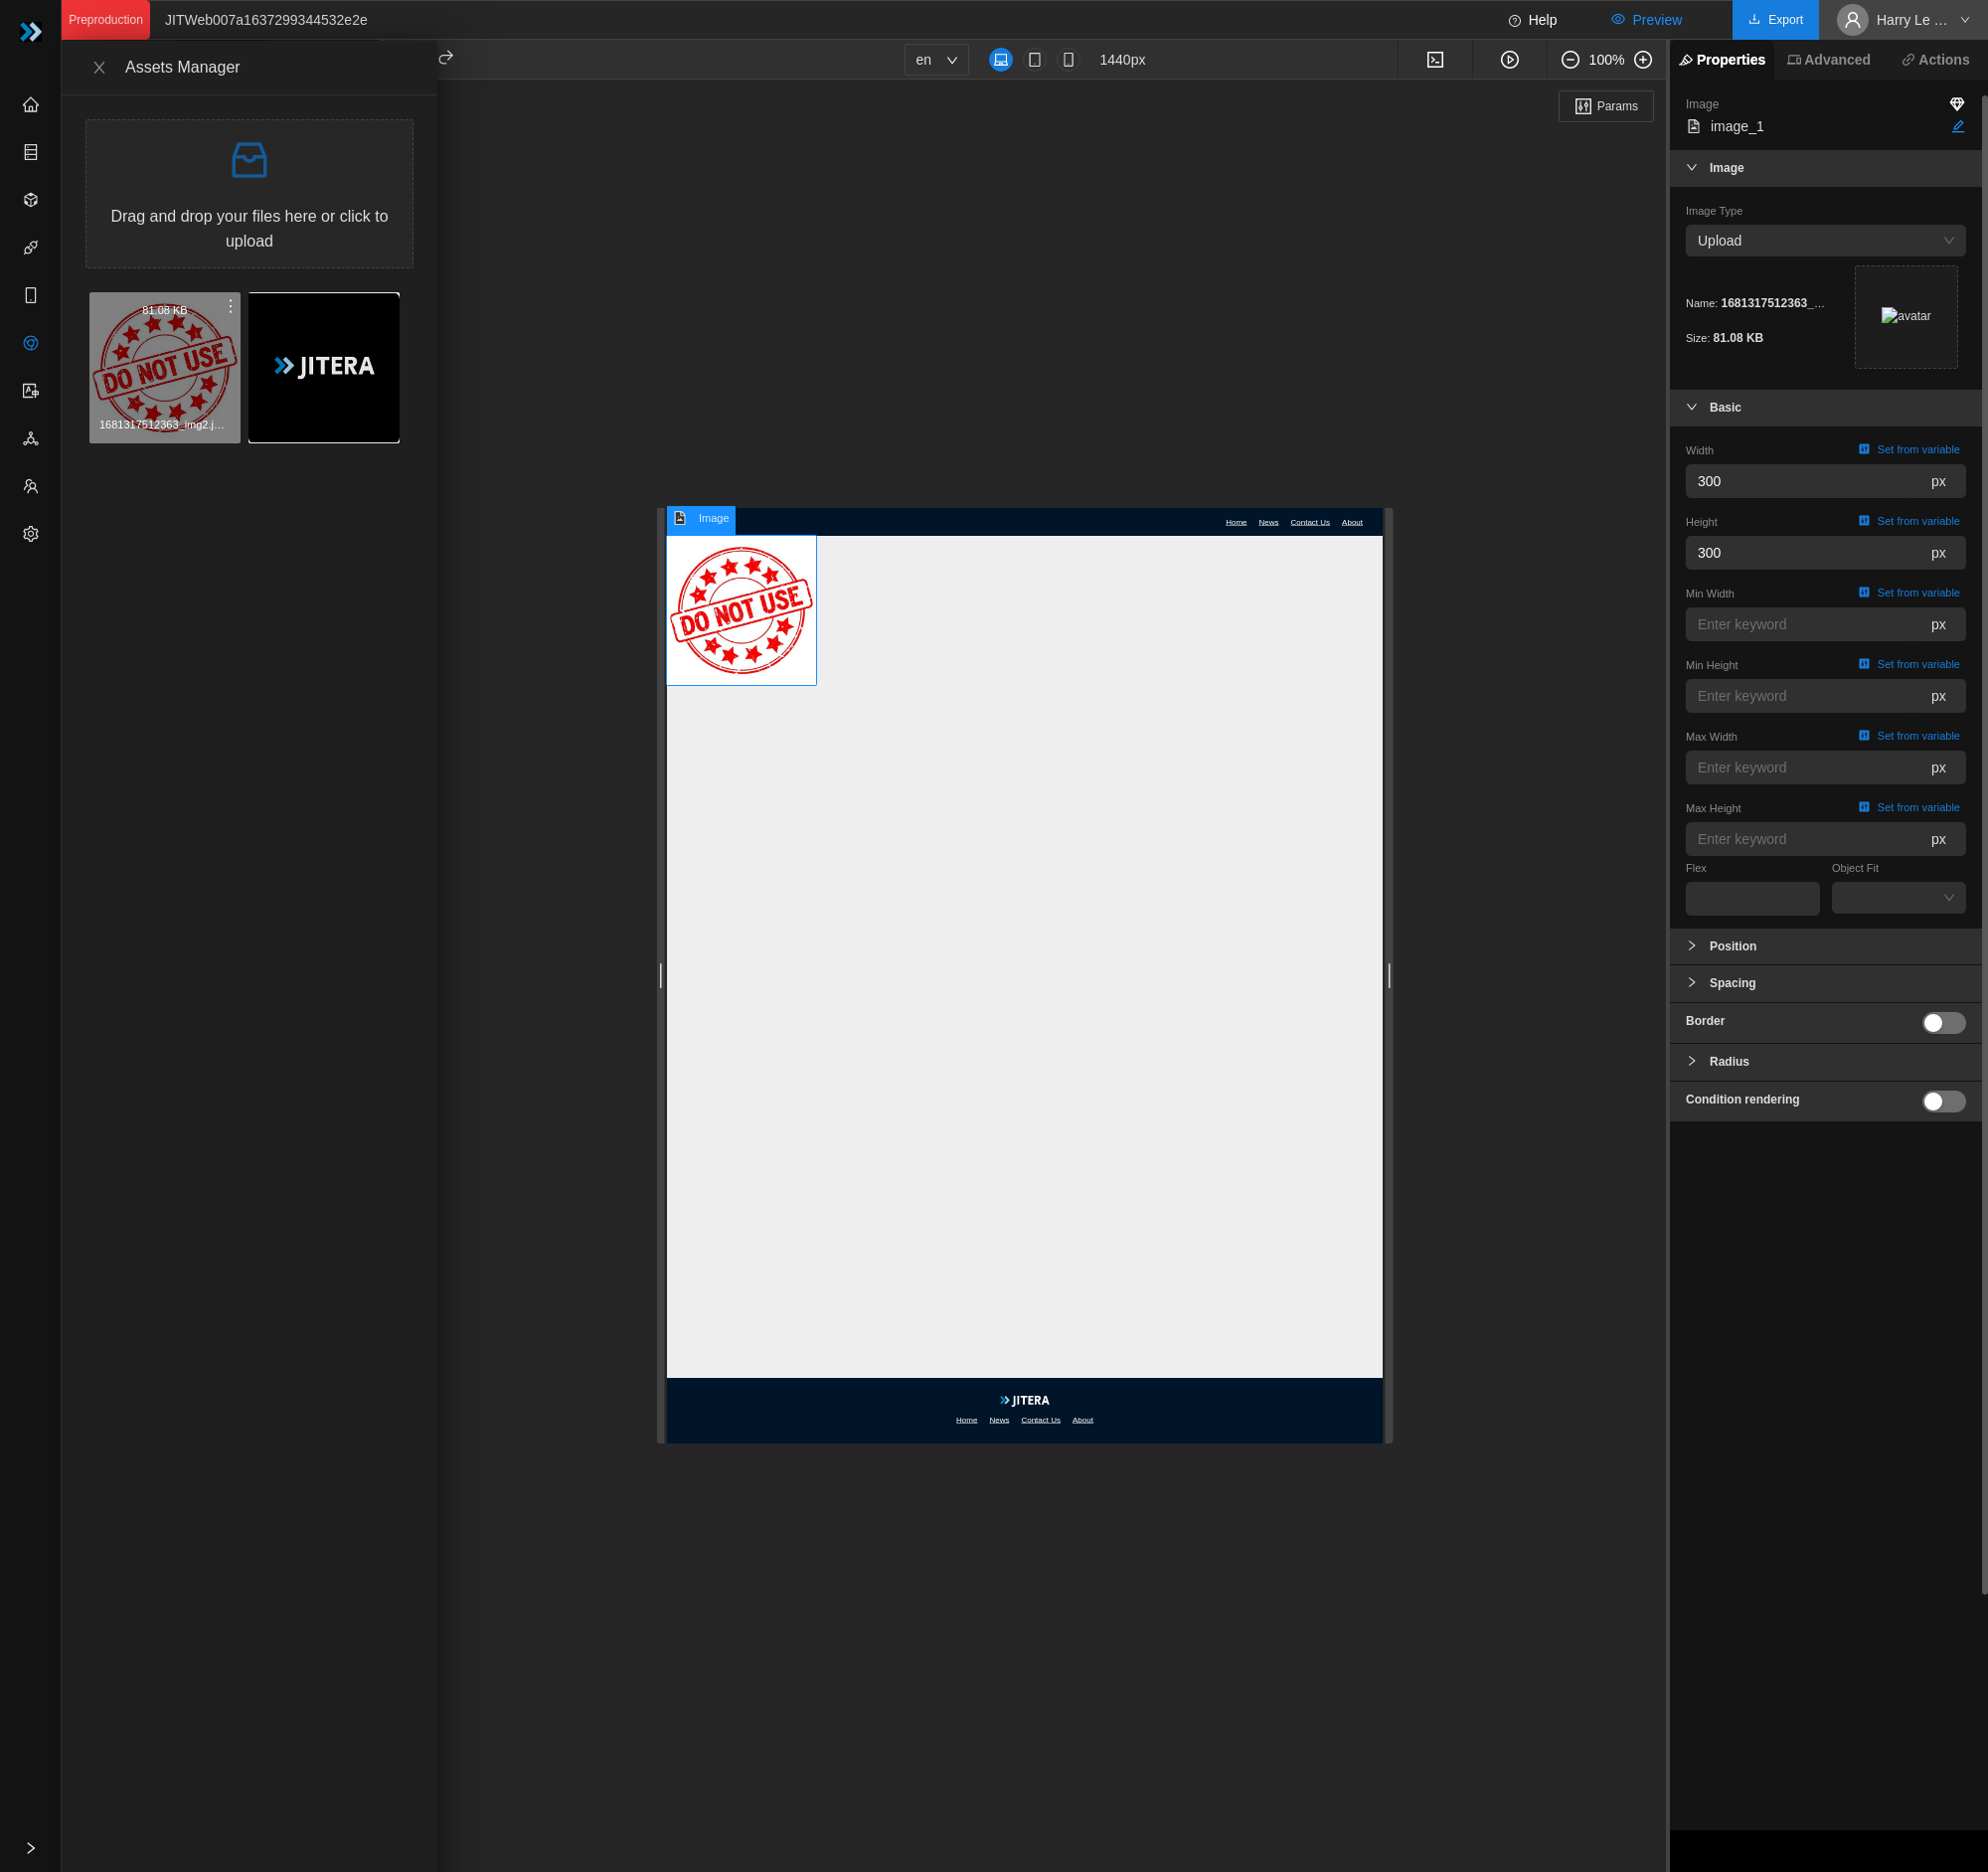 Preproduction
JITWeb007a1637299344532e2e
Help
Preview
Export
Harry Le ...
Assets Manager
en
1440px
100%
Properties
Advanced
Actions
Drag and drop your files here or click to
upload
81.08 KB
DO NOT USE
1681317512363_img2.j...
JITERA
Params
Image
Home
News
Contact Us
About
DO NOT USE
JITERA
Home
News
Contact Us
About
Image
image_1
Image
Image Type
Upload
Name: 1681317512363_...
avatar
Size: 81.08 KB
Basic
Width
Set from variable
300
px
Height
Set from variable
300
px
Min Width
Set from variable
Enter keyword
px
Min Height
Set from variable
Enter keyword
px
Max Width
Set from variable
Enter keyword
px
Max Height
Set from variable
Enter keyword
px
Flex
Object Fit
Position
Spacing
Border
Radius
Condition rendering